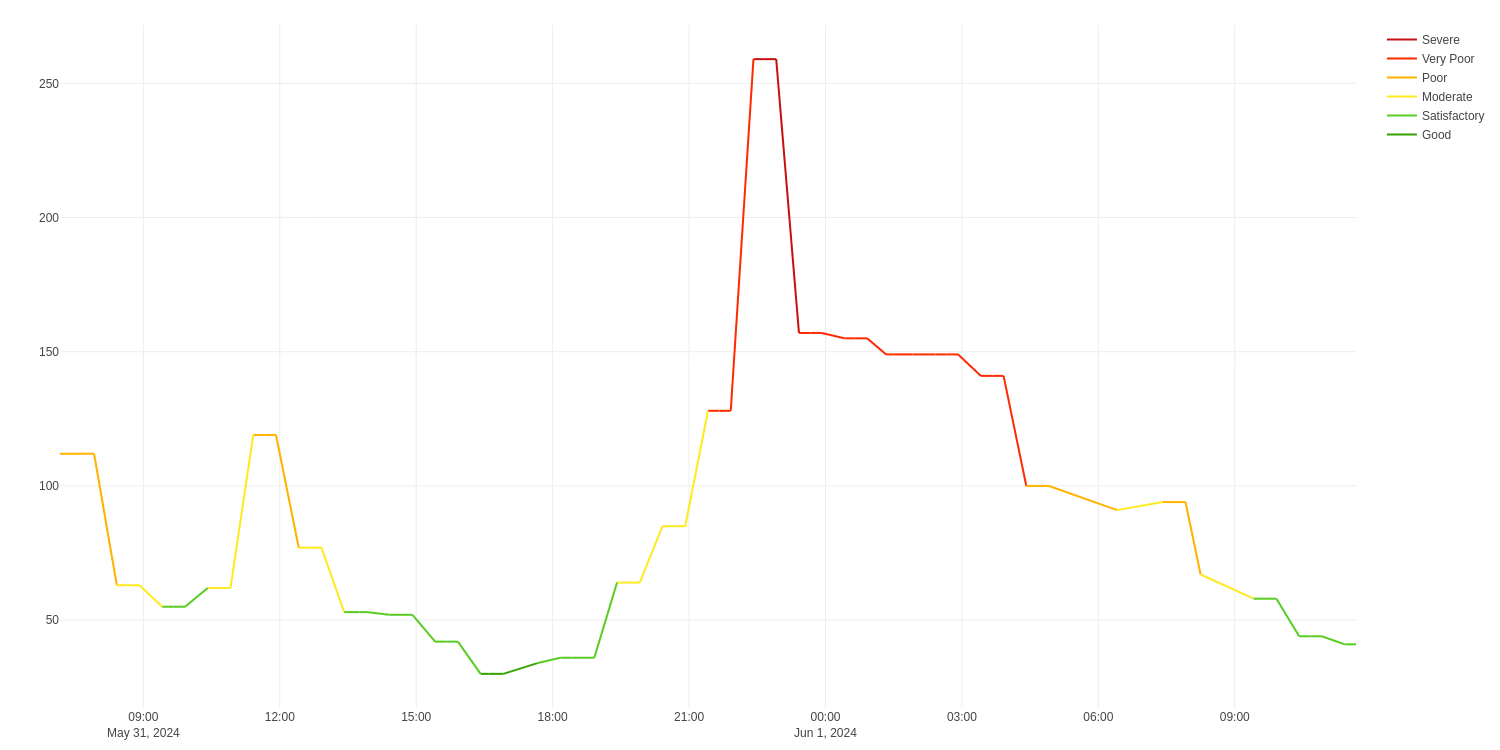 250
200
150
100
50
09:00
May 31, 2024
12:00
15:00
18:00
21:00
00:00
Jun 1, 2024
03:00
06:00
09:00
Severe
Very Poor
Poor
Moderate
Satisfactory
Good